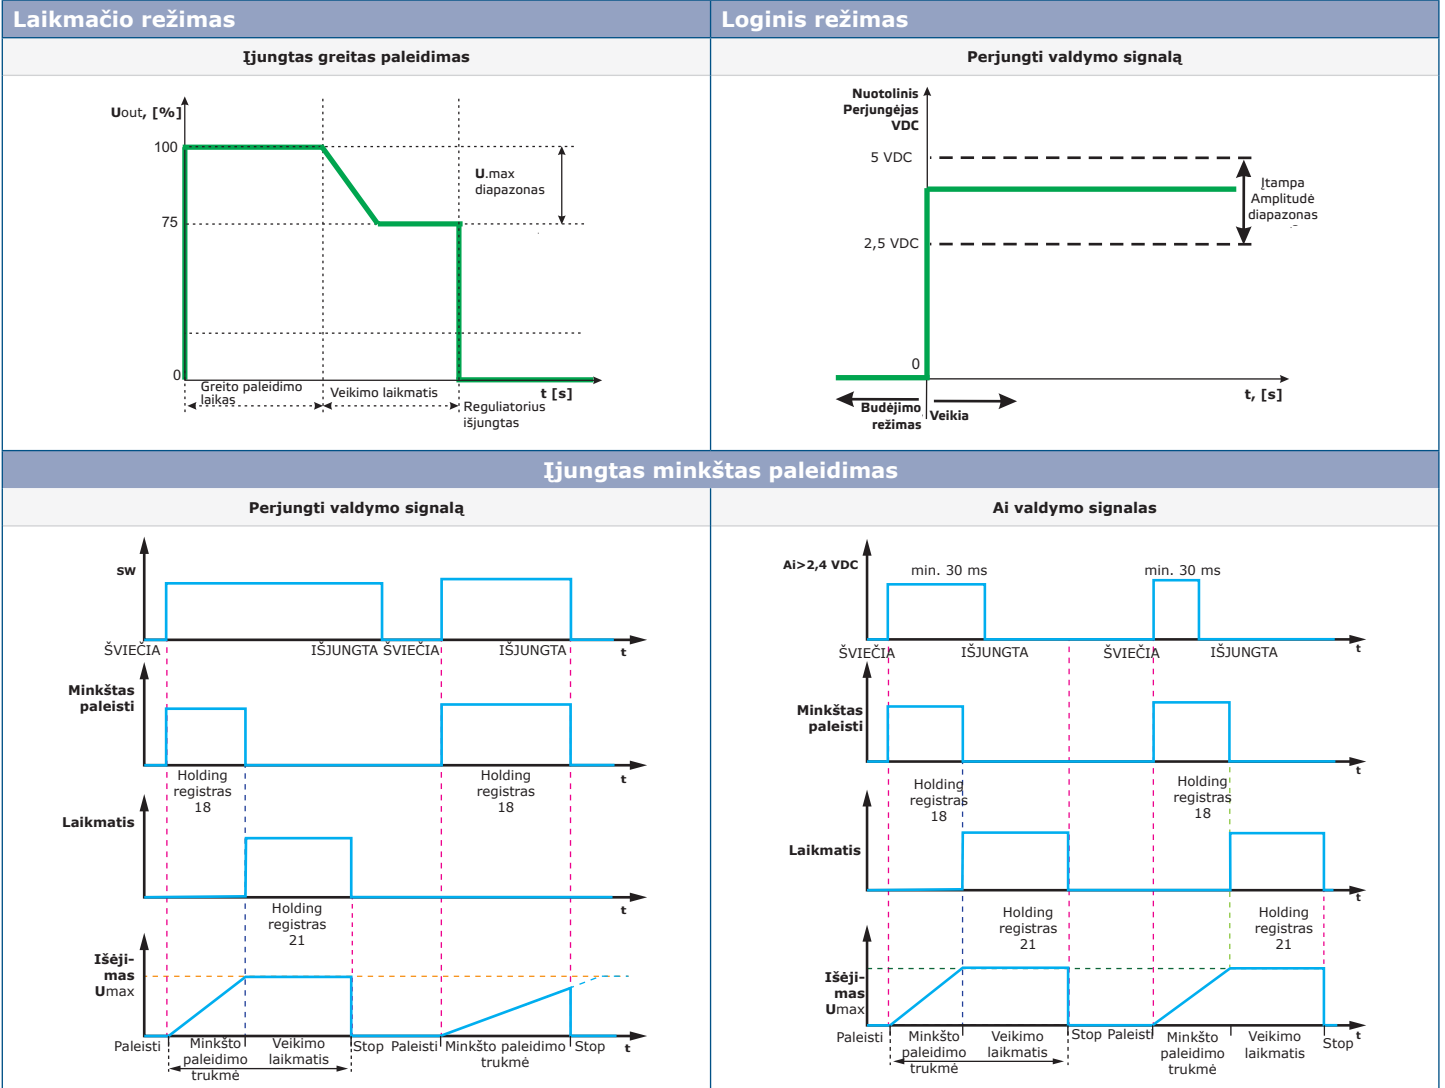 Laikmačio režimas
Loginis režimas
Įjungtas greitas paleidimas
Perjungti valdymo signalą
Uout, [%]
100
75
0
U.max
diapazonas
Greito paleidimo
laikas
Veikimo laikmatis
t [s]
Reguliatorius
išjungtas
Nuotolinis
Perjungėjas
VDC
5 VDC
2,5 VDC
0
Įtampa
Amplitudė
diapazonas
t, [s]
Budėjimo
režimas
Veikia
Įjungtas minkštas paleidimas
Perjungti valdymo signalą
Ai valdymo signalas
sw
ŠVIEČIA
IŠJUNGTA
ŠVIEČIA
IŠJUNGTA
t
Minkštas
paleisti
t
Holding
registras
18
Holding
registras
18
Laikmatis
t
Holding
registras
21
Išėji-
mas
Umax
Paleisti
Minkšto
paleidimo
trukmė
Veikimo
laikmatis
Stop
Paleisti
Minkšto paleidimo
trukmė
Stop
t
Ai>2,4 VDC
min. 30 ms
min. 30 ms
ŠVIEČIA
IŠJUNGTA
ŠVIEČIA
IŠJUNGTA
t
Minkštas
paleisti
t
Holding
registras
18
Holding
registras
18
Laikmatis
t
Holding
registras
21
Holding
registras
21
Išėji-
mas
Umax
Paleisti
Minkšto
paleidimo
trukmė
Veikimo
laikmatis
Stop
Paleisti
Minkšto
paleidimo
trukmė
Veikimo
laikmatis
Stop
t